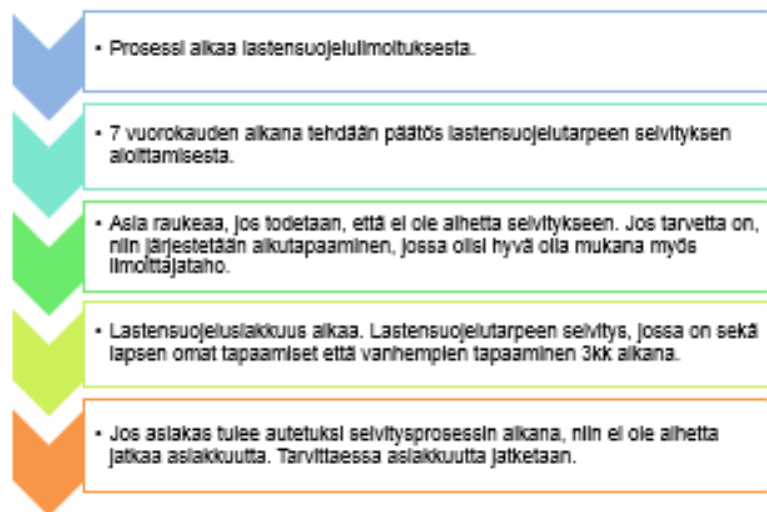 • Prosessi alkaa lastensuojeluilmoituksesta.
• 7 vuorokauden aikana tehdään päätös lastensuojelutarpeen selvityksen
aloittamisesta.
• Asia raukeaa, jos todetaan, että ei ole aihetta selvitykseen. Jos tarvetta on,
niin järjestetään alkutapaaminen, jossa olisi hyvä olla mukana myös
ilmoittajataho.
• Lastensuojelusiakkuus alkaa. Lastensuojelutarpeen selvitys, jossa on sekä
lapsen omat tapaamiset että vanhempien tapaaminen 3kk aikana.
• Jos asiakas tulee autetuksi selvitysprosessin aikana, niin ei ole aihetta
jatkaa asiakkuutta. Tarvittaessa asiakkuutta jatketaan.